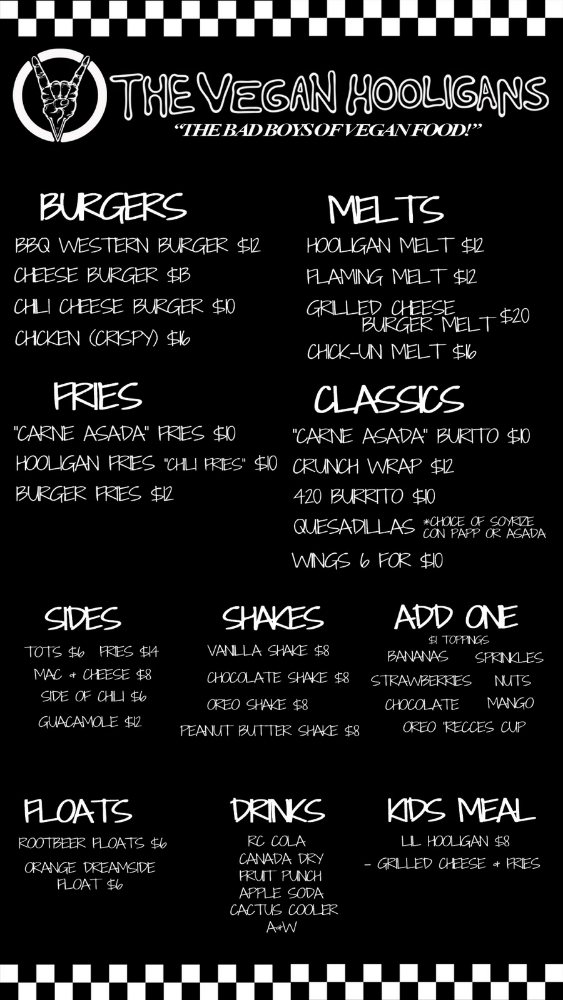 THE VEGAN HOOLIGANS
"THE BAD BOYS OF VEGAN FOOD!"
BURGERS
BBQ WESTERN BURGER $12
CHEESE BURGER $13
CHILI CHEESE BURGER $10
CHICKEN (CRISPY) $16
MELTS
HOOLIGAN MELT $12
FLAMING MELT $12
GRILLED CHEESE
BURGER MELT $20
CHICK-UN MELT $16
FRIES
"CARNE ASADA" FRIES $10
HOOLIGAN FRIES "CHILI FRIES" $10
BURGER FRIES $12
CLASSICS
"CARNE ASADA" BURITO $10
CRUNCH WRAP $12
420 BURRITO $10
QUESADILLAS *CHOICE OF SOYRIZE
CON PAPP OR ASADA
WINGS 6 FOR $10
SIDES
TOTS $6 FRIES $14
MAC + CHEESE $8
SIDE OF CHILI $6
GUACAMOLE $12
SHAKES
VANILLA SHAKE $8
CHOCOLATE SHAKE $8
OREO SHAKE $8
PEANUT BUTTER SHAKE $8
ADD ONE
$1 TOPPINGS
BANANAS SPRINKLES
STRAWBERRIES NUTS
CHOCOLATE MANGO
OREO RECCES CUP
FLOATS
ROOTBEER FLOATS $6
ORANGE DREAMSIDE
FLOAT $6
DRINKS
RC COLA
CANADA DRY
FRUIT PUNCH
APPLE SODA
CACTUS COOLER
A+W
KIDS MEAL
LIL HOOLIGAN $8
- GRILLED CHEESE + FRIES